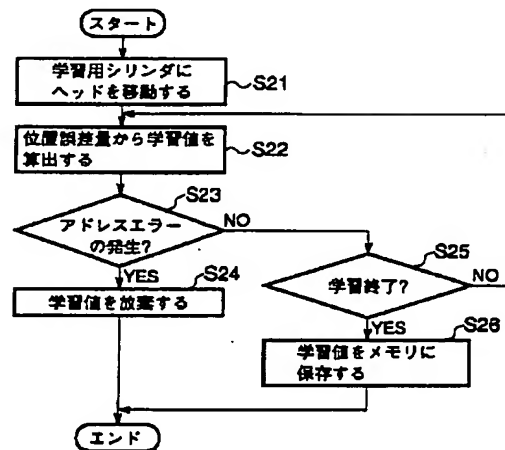 スタート
学習用シリンダに
ヘッドを移動する
S21
位置誤差量から学習値を
算出する
S22
S23
アドレスエラー
の発生?
NO
YES
S24
学習値を放棄する
S25
学習終了?
NO
YES
S26
学習値をメモリに
保存する
エンド